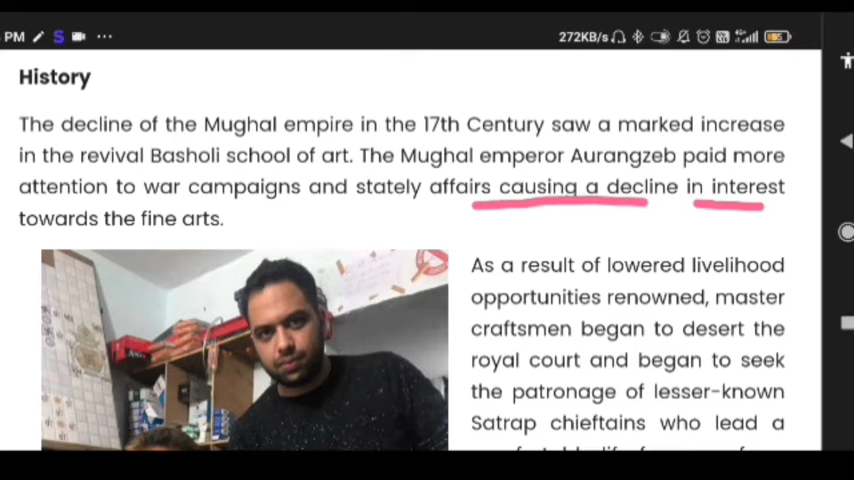 PM S ... 272KB/s 55
History
The decline of the Mughal empire in the 17th Century saw a marked increase
in the revival Basholi school of art. The Mughal emperor Aurangzeb paid more
attention to war campaigns and stately affairs causing a decline in interest
towards the fine arts.
As a result of lowered livelihood
opportunities renowned, master
craftsmen began to desert the
royal court and began to seek
the patronage of lesser-known
Satrap chieftains who lead a